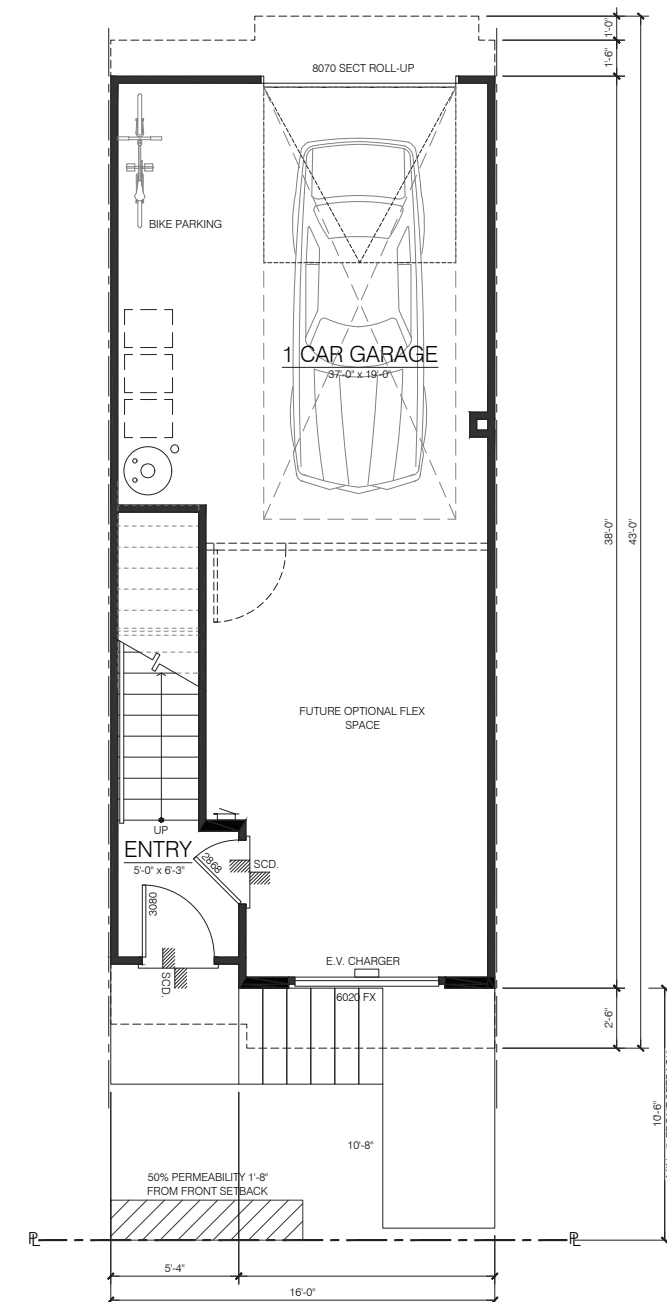 1'-0"
1'-6"
8070 SECT ROLL-UP
BIKE PARKING
1 CAR GARAGE
37'-0" x 19'-0"
38'-0"
43'-0"
FUTURE OPTIONAL FLEX
SPACE
UP
ENTRY
5'-0" x 6'-3"
2868
SCD.
3080
SCD.
E.V. CHARGER
6020 FX
2'-6"
10'-6"
10'-8"
50% PERMEABILITY 1'-8"
FROM FRONT SETBACK
PL
PL
5'-4"
16'-0"